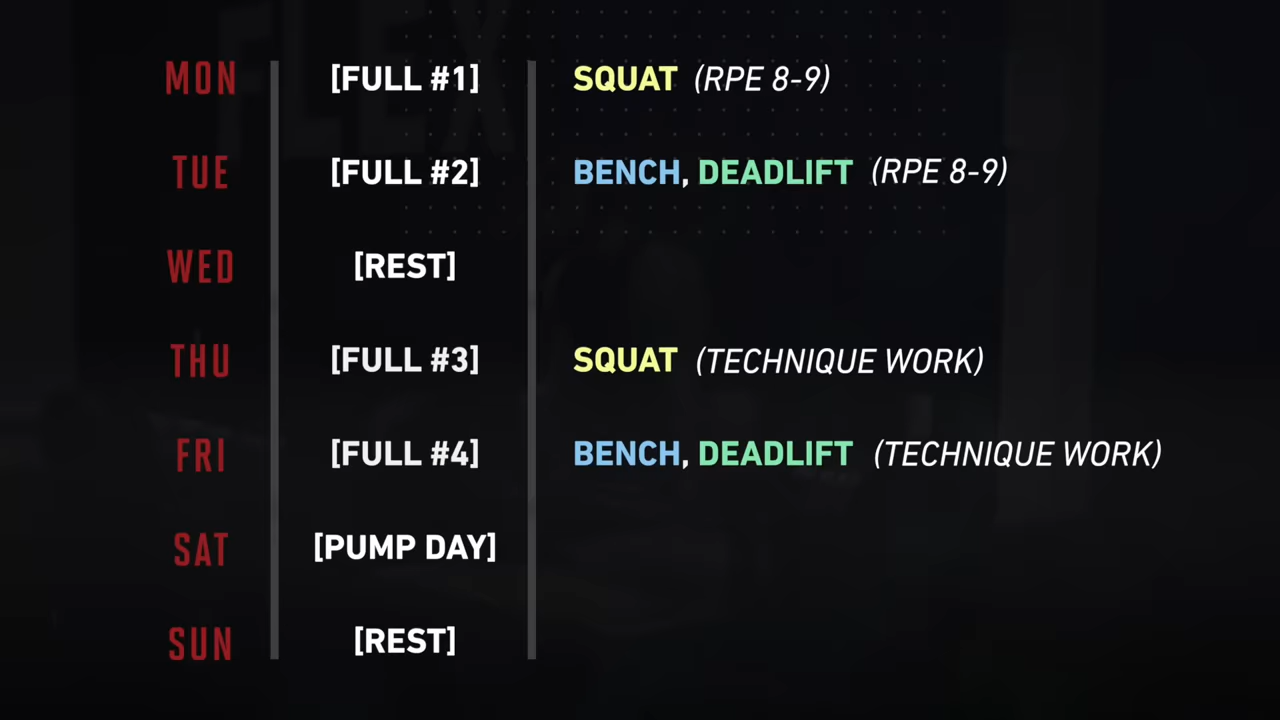 MON [FULL #1] SQUAT (RPE 8-9)
TUE [FULL #2] BENCH, DEADLIFT (RPE 8-9)
WED [REST]
THU [FULL #3] SQUAT (TECHNIQUE WORK)
FRI [FULL #4] BENCH, DEADLIFT (TECHNIQUE WORK)
SAT [PUMP DAY]
SUN [REST]